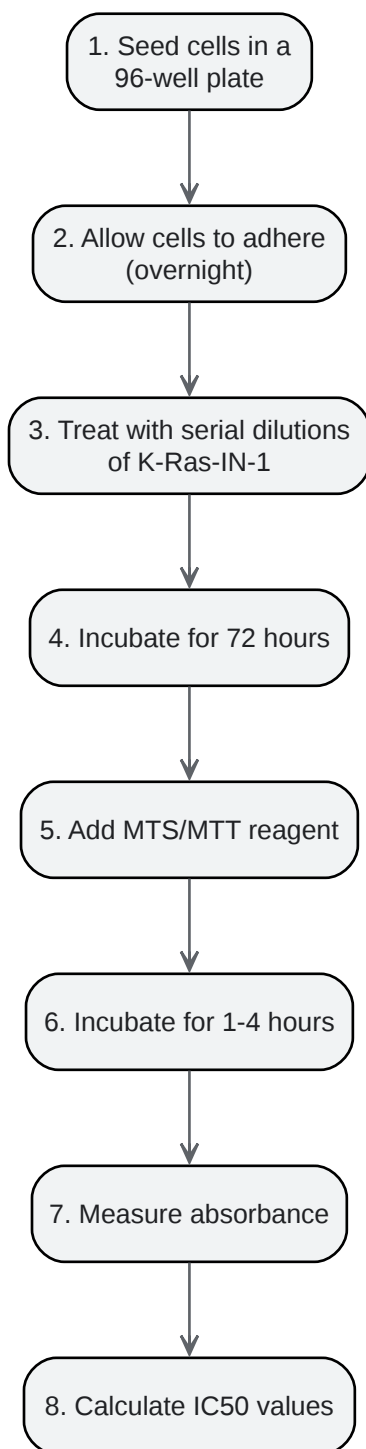 1. Seed cells in a
96-well plate
2. Allow cells to adhere
(overnight)
3. Treat with serial dilutions
of K-Ras-IN-1
4. Incubate for 72 hours
5. Add MTS/MTT reagent
6. Incubate for 1-4 hours
7. Measure absorbance
8. Calculate IC50 values